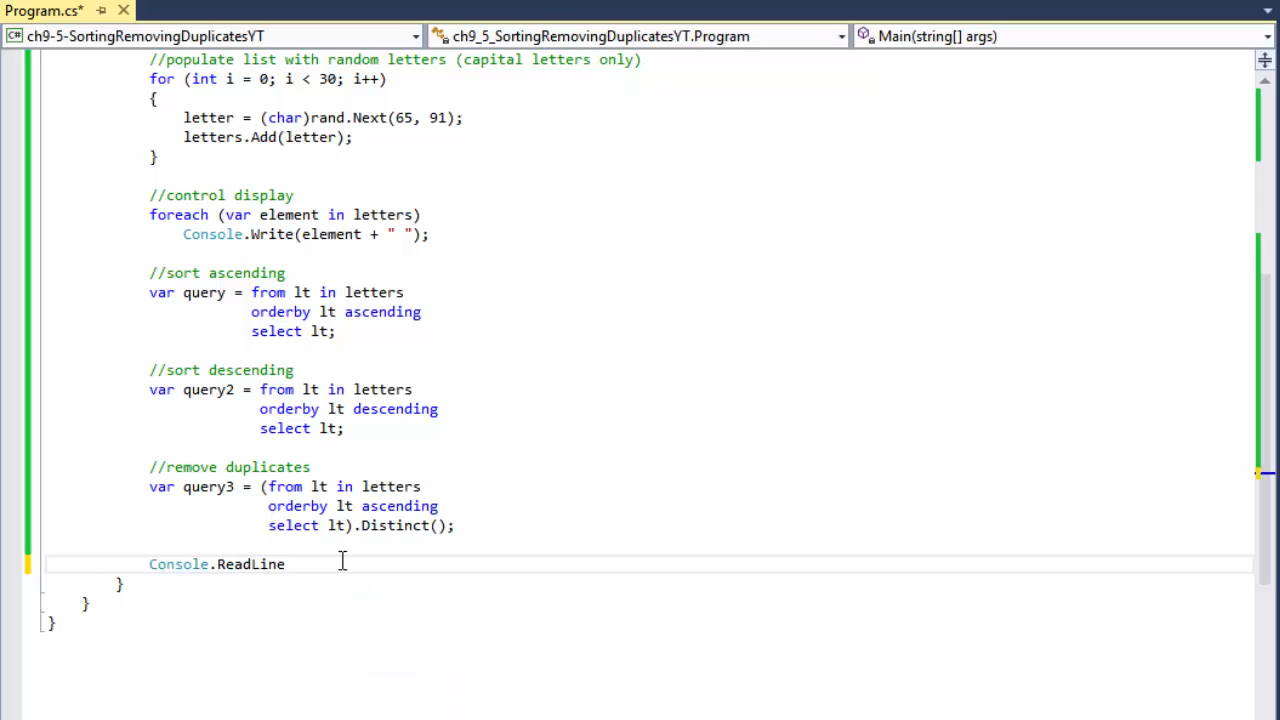 Program.cs*
C# ch9-5-SortingRemovingDuplicatesYT ch9_5_SortingRemovingDuplicatesYT.Program Main(string[] args)
//populate list with random letters (capital letters only)
for (int i = 0; i < 30; i++)
{
letter = (char)rand.Next(65, 91);
letters.Add(letter);
}
//control display
foreach (var element in letters)
Console.Write(element + " ");
//sort ascending
var query = from lt in letters
orderby lt ascending
select lt;
//sort descending
var query2 = from lt in letters
orderby lt descending
select lt;
//remove duplicates
var query3 = (from lt in letters
orderby lt ascending
select lt).Distinct();
Console.ReadLine
}
}
}